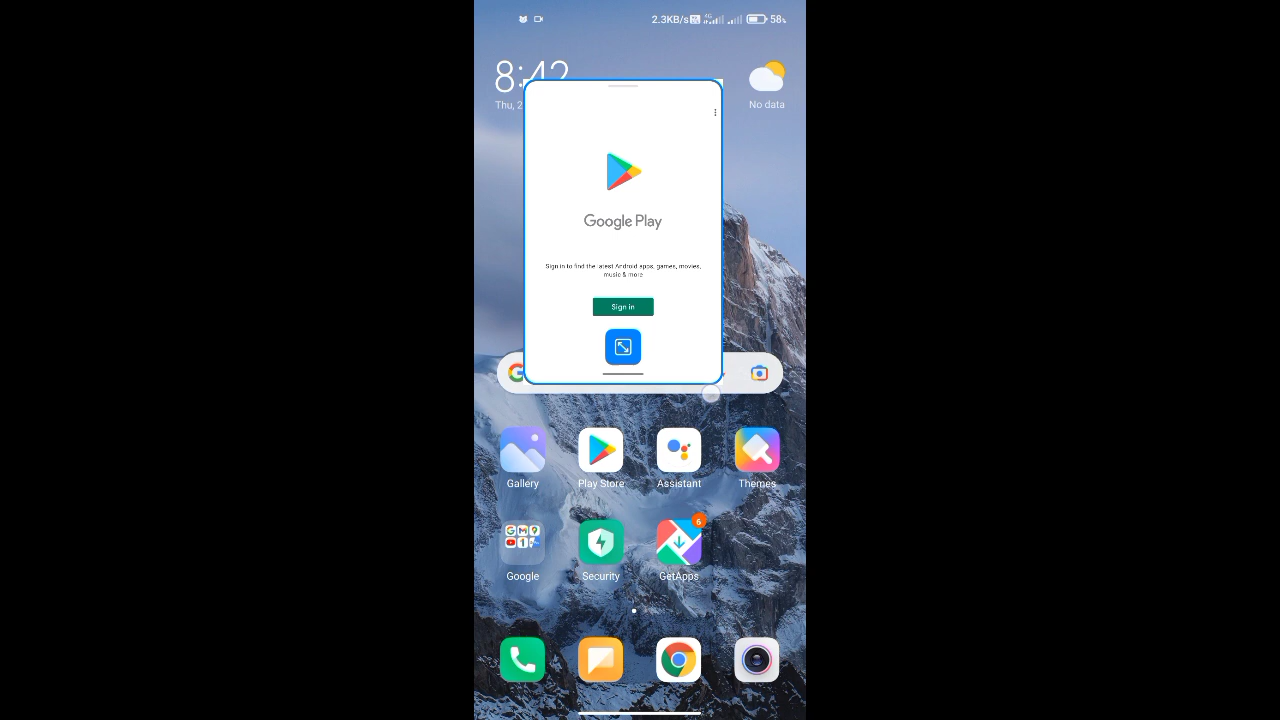 2.3KB/s 4G 58%
8:42
Thu, 2
No data
Google Play
Sign in to find the latest Android apps, games, movies,
music & more
Sign in
Gallery
Play Store
Assistant
Themes
6
Google
Security
GetApps